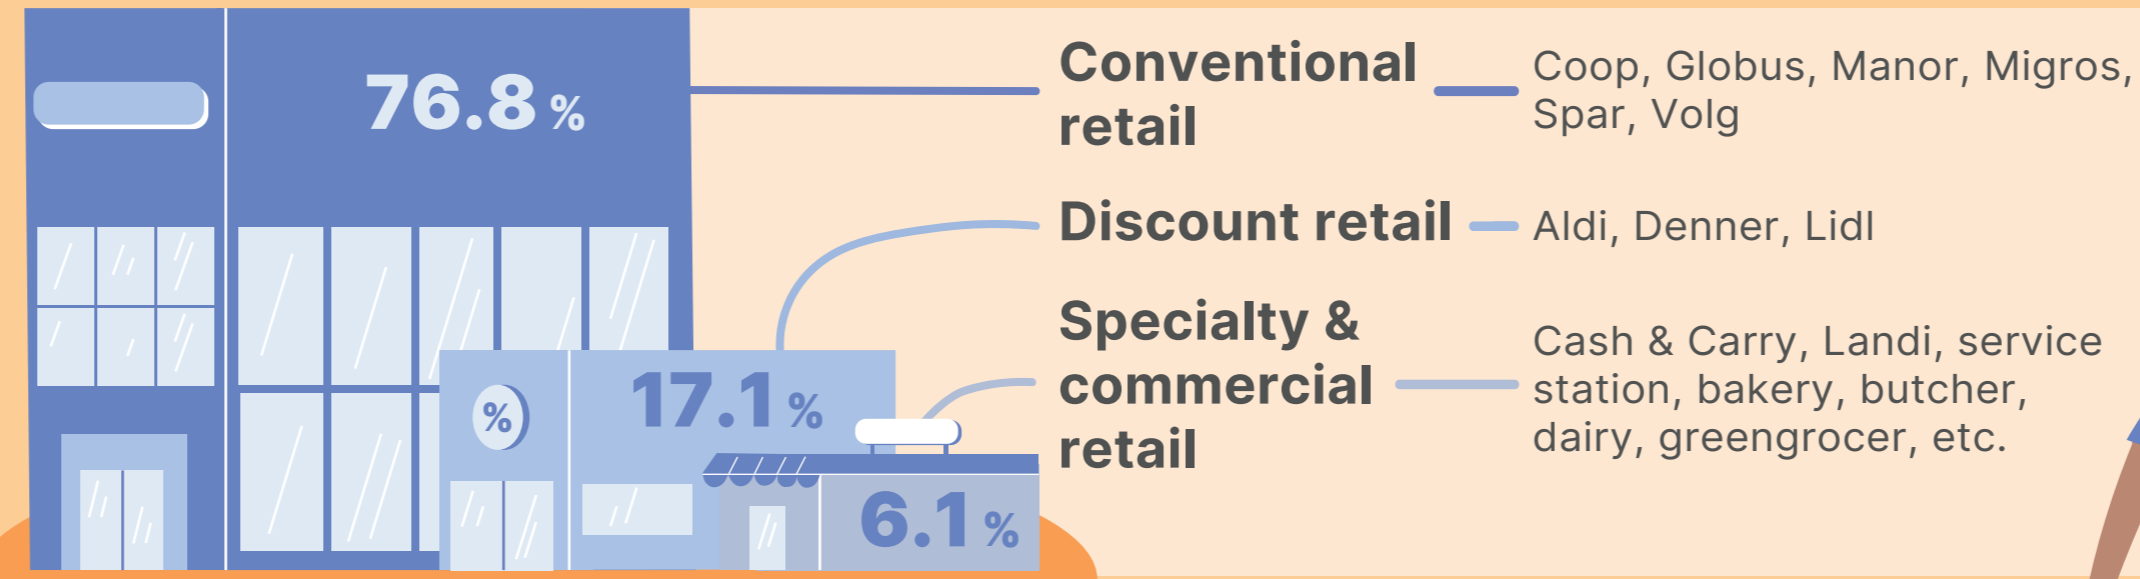 76.8 %
Conventional
retail
Coop, Globus, Manor, Migros,
Spar, Volg
Discount retail
Aldi, Denner, Lidl
%
17.1 %
Specialty &
commercial
retail
Cash & Carry, Landi, service
station, bakery, butcher,
dairy, greengrocer, etc.
6.1 %